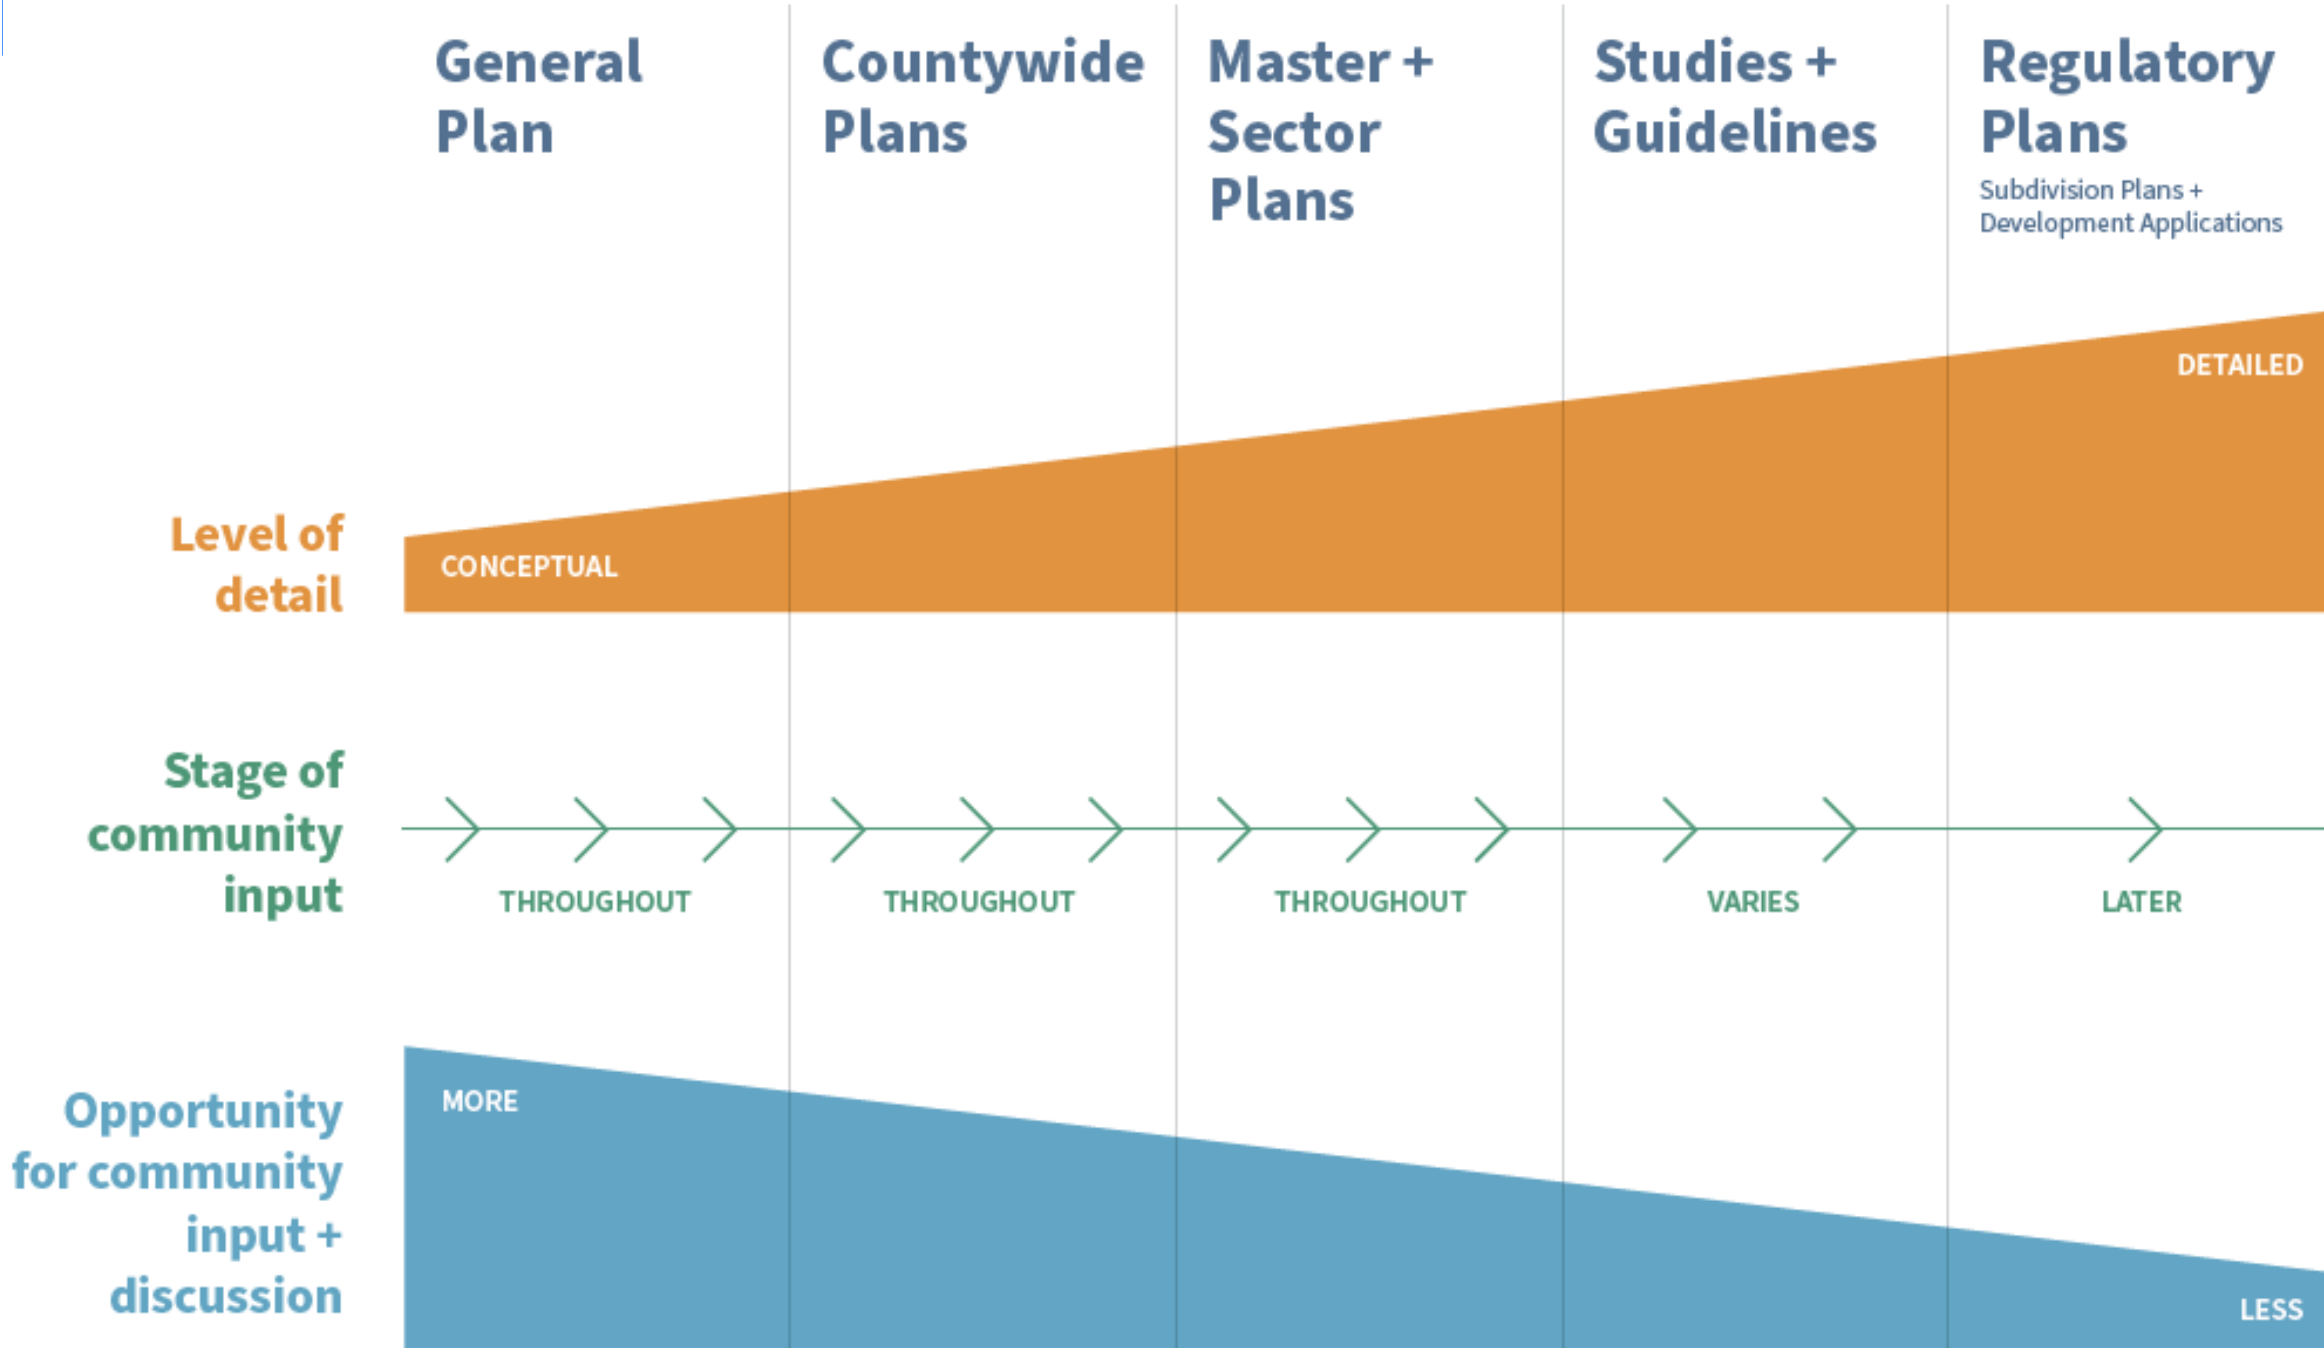 General
Plan
Countywide
Plans
Master +
Sector
Plans
Studies +
Guidelines
Regulatory
Plans
Subdivision Plans +
Development Applications
Level of
detail
CONCEPTUAL
DETAILED
Stage of
community
input
THROUGHOUT
THROUGHOUT
THROUGHOUT
VARIES
LATER
Opportunity
for community
input +
discussion
MORE
LESS